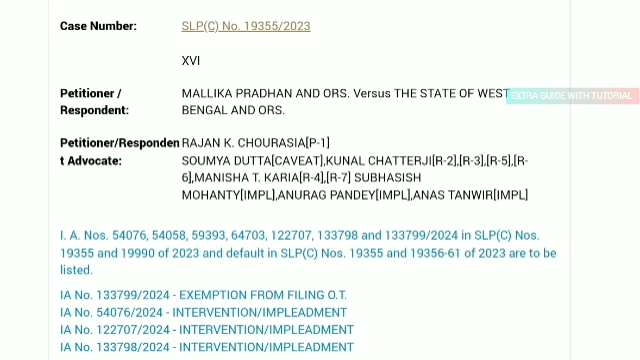 Case Number: SLP(C) No. 19355/2023
XVI
Petitioner / MALLIKA PRADHAN AND ORS. Versus THE STATE OF WEST
Respondent: BENGAL AND ORS.
EXTRA GUIDE WITH TUTORIAL
Petitioner/Responden RAJAN K. CHOURASIA[P-1]
t Advocate: SOUMYA DUTTA[CAVEAT],KUNAL CHATTERJI[R-2],[R-3],[R-5],[R-
6],MANISHA T. KARIA[R-4],[R-7] SUBHASISH
MOHANTY[IMPL],ANURAG PANDEY[IMPL],ANAS TANWIR[IMPL]
I. A. Nos. 54076, 54058, 59393, 64703, 122707, 133798 and 133799/2024 in SLP(C) Nos.
19355 and 19990 of 2023 and default in SLP(C) Nos. 19355 and 19356-61 of 2023 are to be
listed.
IA No. 133799/2024 - EXEMPTION FROM FILING O.T.
IA No. 54076/2024 - INTERVENTION/IMPLEADMENT
IA No. 122707/2024 - INTERVENTION/IMPLEADMENT
IA No. 133798/2024 - INTERVENTION/IMPLEADMENT